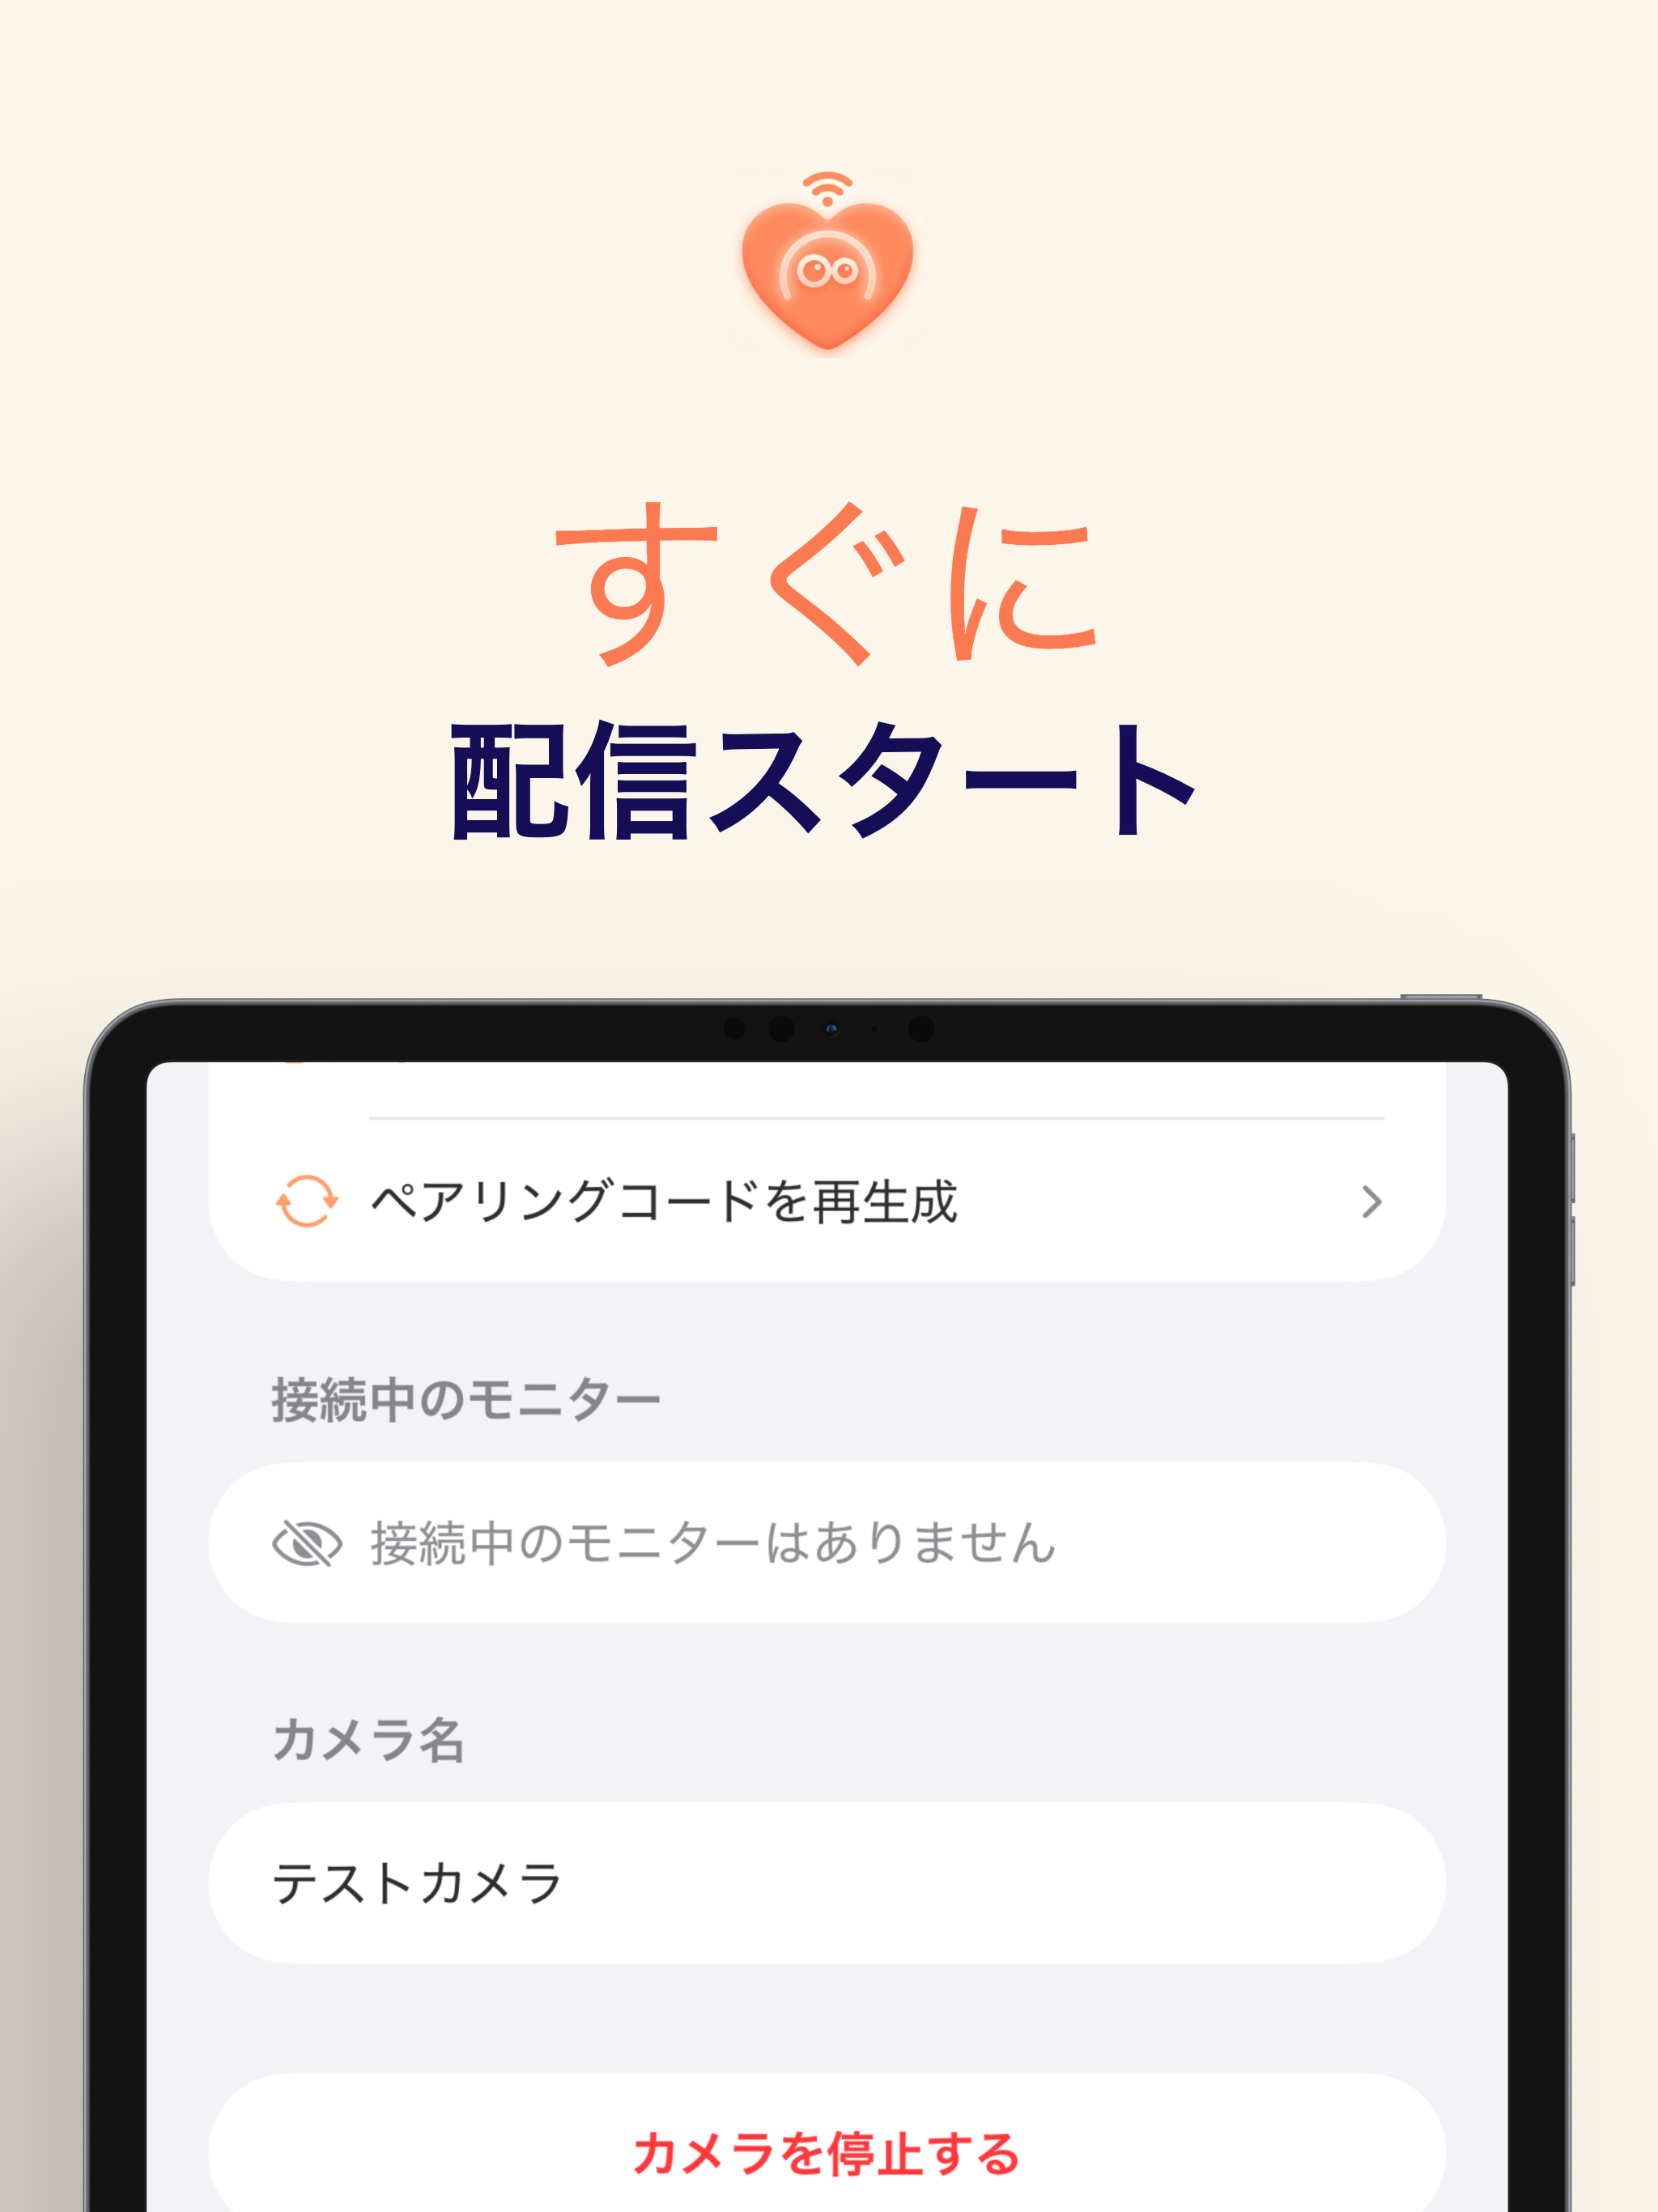 すぐに
配信スタート
ペアリングコードを再生成
接続中のモニター
接続中のモニターはありません
カメラ名
テストカメラ
カメラを停止する